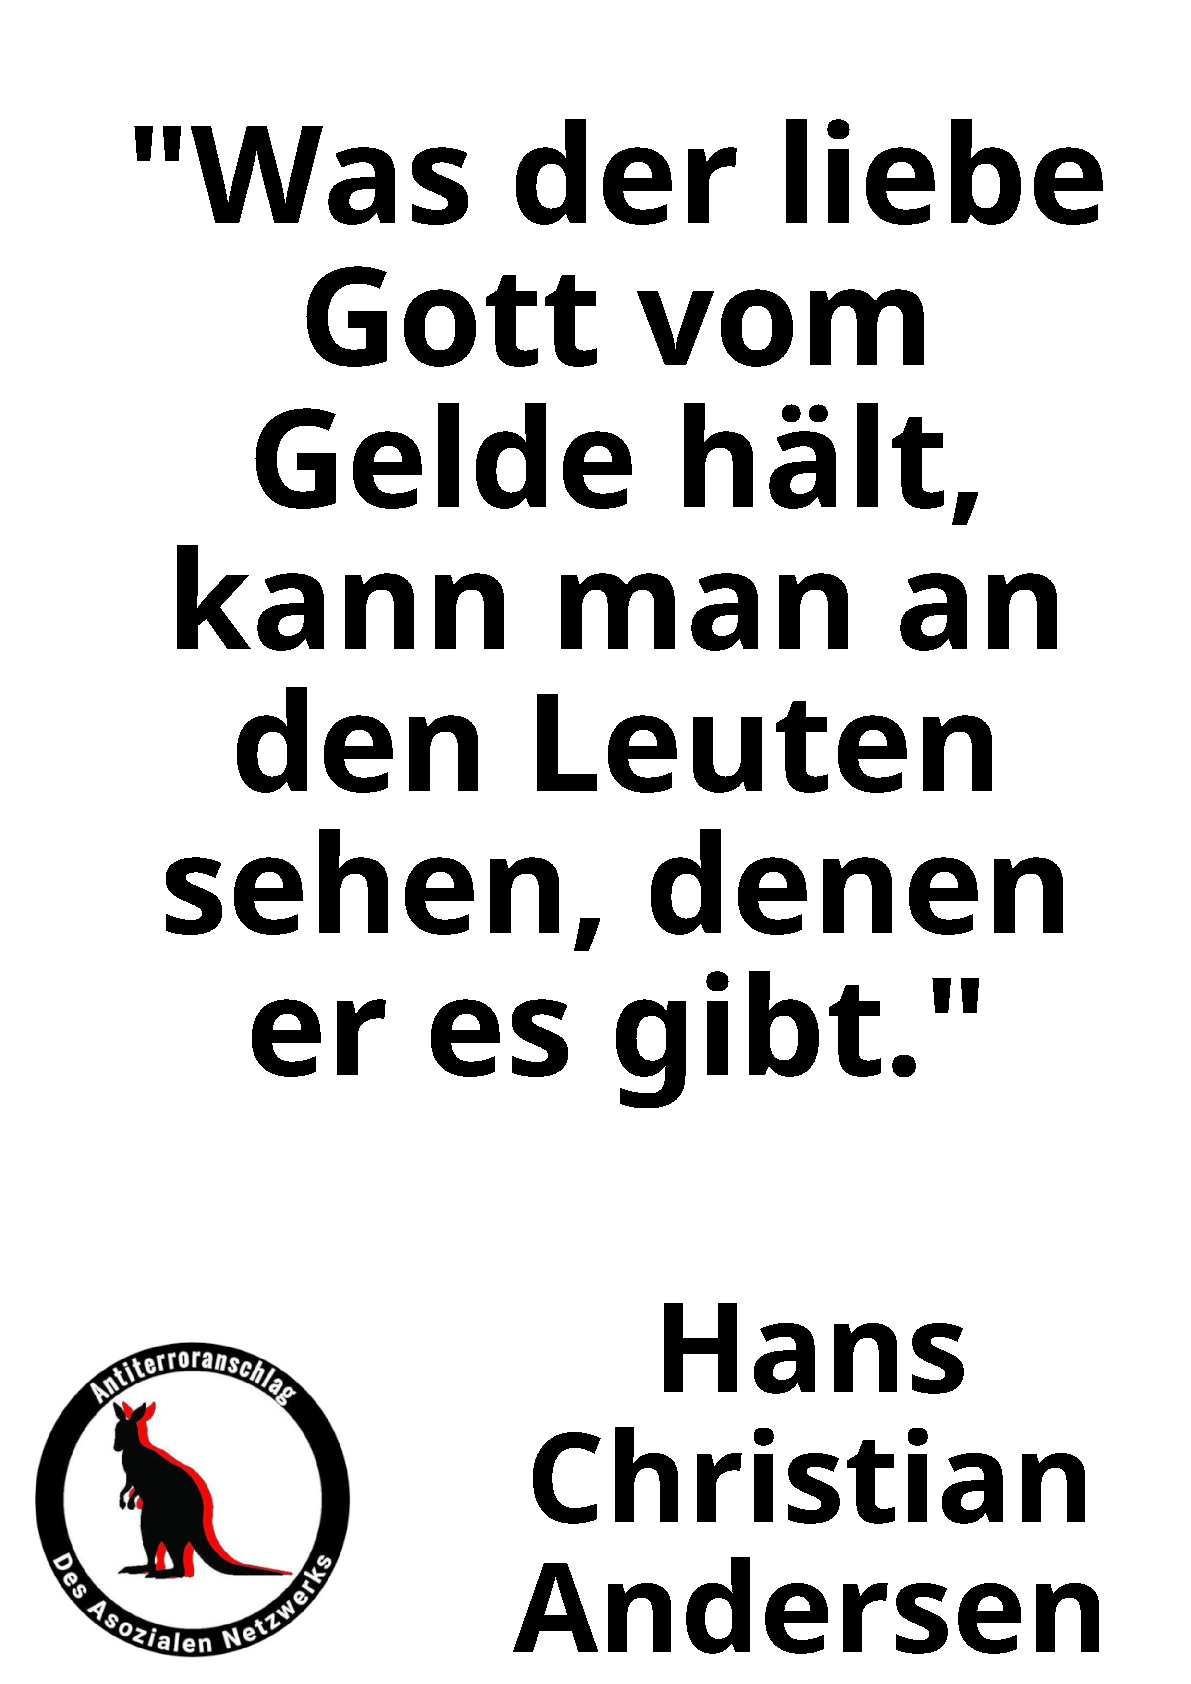 "Was der liebe
Gott vom
Gelde hält,
kann man an
den Leuten
sehen, denen
er es gibt."
Hans
Christian
Andersen
Antiterroranschlag
Des Asozialen Netzwerks